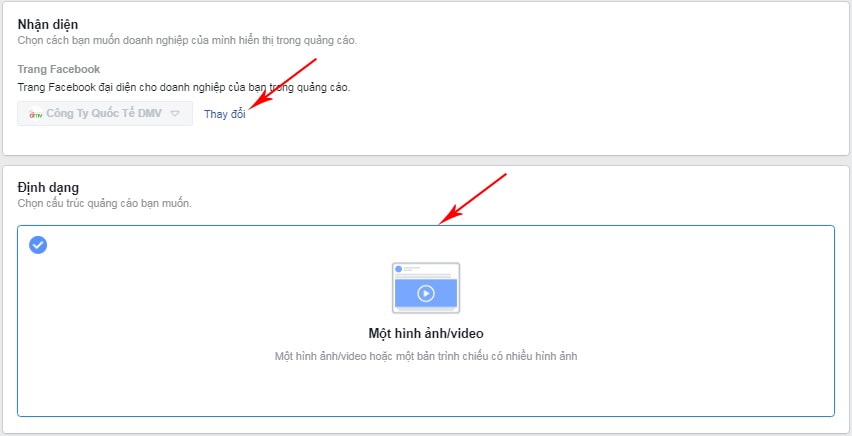 Nhận diện
Chọn cách bạn muốn doanh nghiệp của mình hiển thị trong quảng cáo.
Trang Facebook
Trang Facebook đại diện cho doanh nghiệp của bạn trong quảng cáo.
dmv Công Ty Quốc Tế DMV Thay đổi
Định dạng
Chọn cấu trúc quảng cáo bạn muốn.
Một hình ảnh/video
Một hình ảnh/video hoặc một bản trình chiếu có nhiều hình ảnh